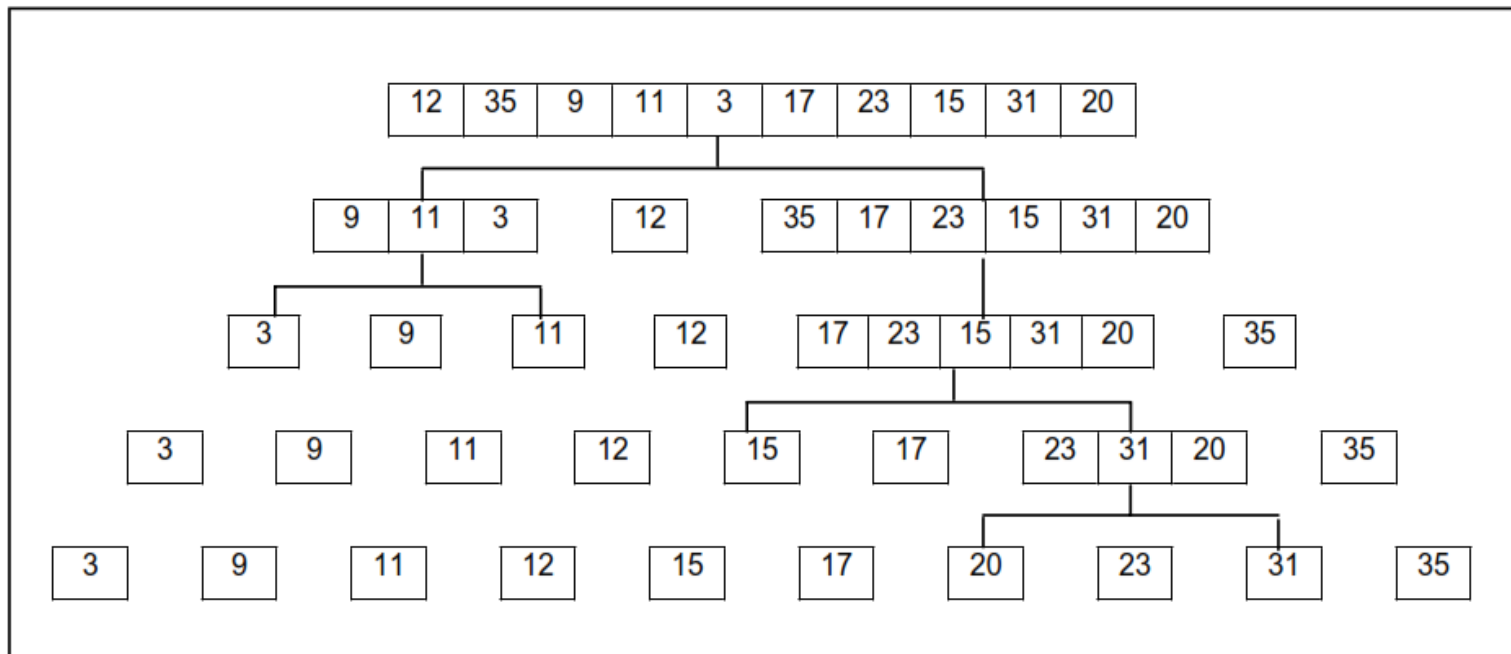 12 35 9 11 3 17 23 15 31 20
9 11 3 12 35 17 23 15 31 20
3 9 11 12 17 23 15 31 20 35
3 9 11 12 15 17 23 31 20 35
3 9 11 12 15 17 20 23 31 35